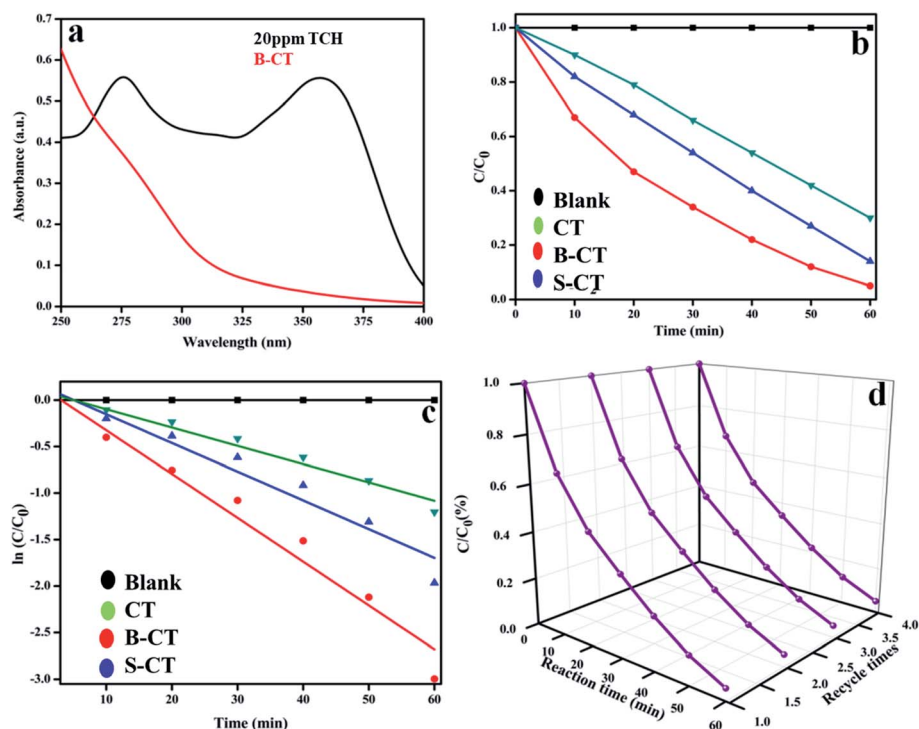 a
20ppm TCH
B-CT
Absorbance (a.u.)
0.7
0.6
0.5
0.4
0.3
0.2
0.1
0.0
250 275 300 325 350 375 400
Wavelength (nm)
b
C/C0
1.0
0.8
0.6
0.4
0.2
0.0
Blank
CT
B-CT
S-CT
0 10 20 30 40 50 60
Time (min)
c
ln (C/C0)
0.0
-0.5
-1.0
-1.5
-2.0
-2.5
-3.0
Blank
CT
B-CT
S-CT
10 20 30 40 50 60
Time (min)
d
C/C0(%)
1.0
0.8
0.6
0.4
0.2
0.0
0 10 20 30 40 50 60
Reaction time (min)
1.0 1.5 2.0 2.5 3.0 3.5 4.0
Recycle times